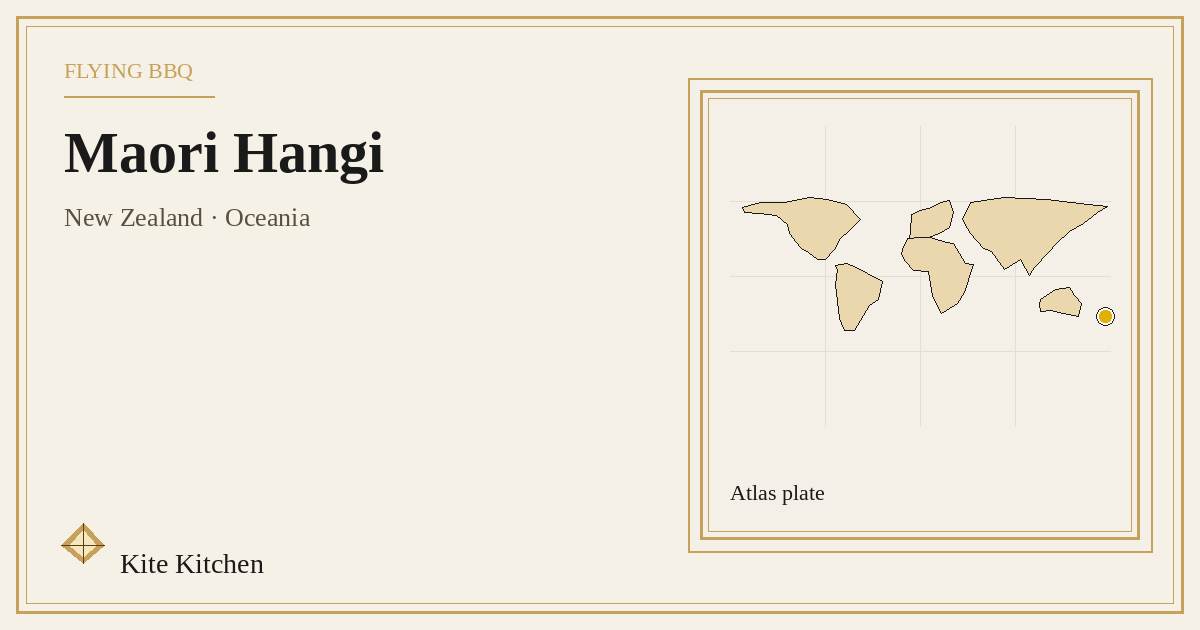 FLYING BBQ
Maori Hangi
New Zealand · Oceania
Atlas plate
Kite Kitchen